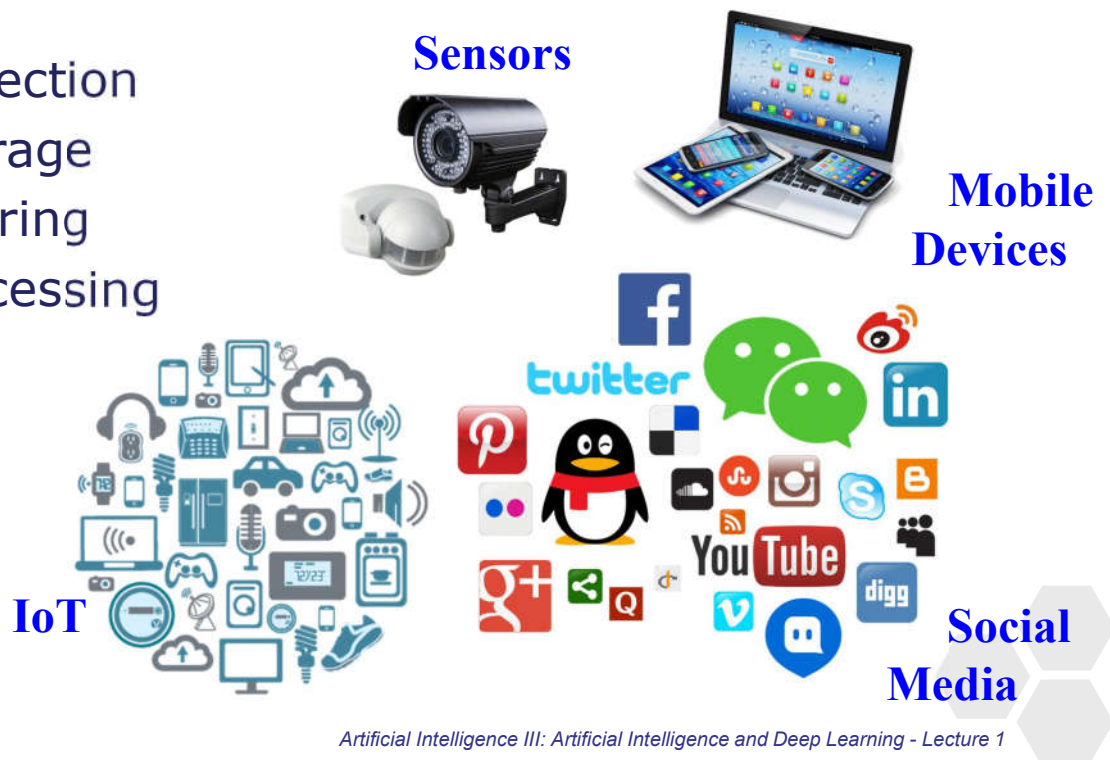 Sensors
ection
rage
ring
cessing
Mobile
Devices
f
twitter
in
You Tube
g+
Q
S
B
digg
IoT
Social
Media
Artificial Intelligence III: Artificial Intelligence and Deep Learning - Lecture 1